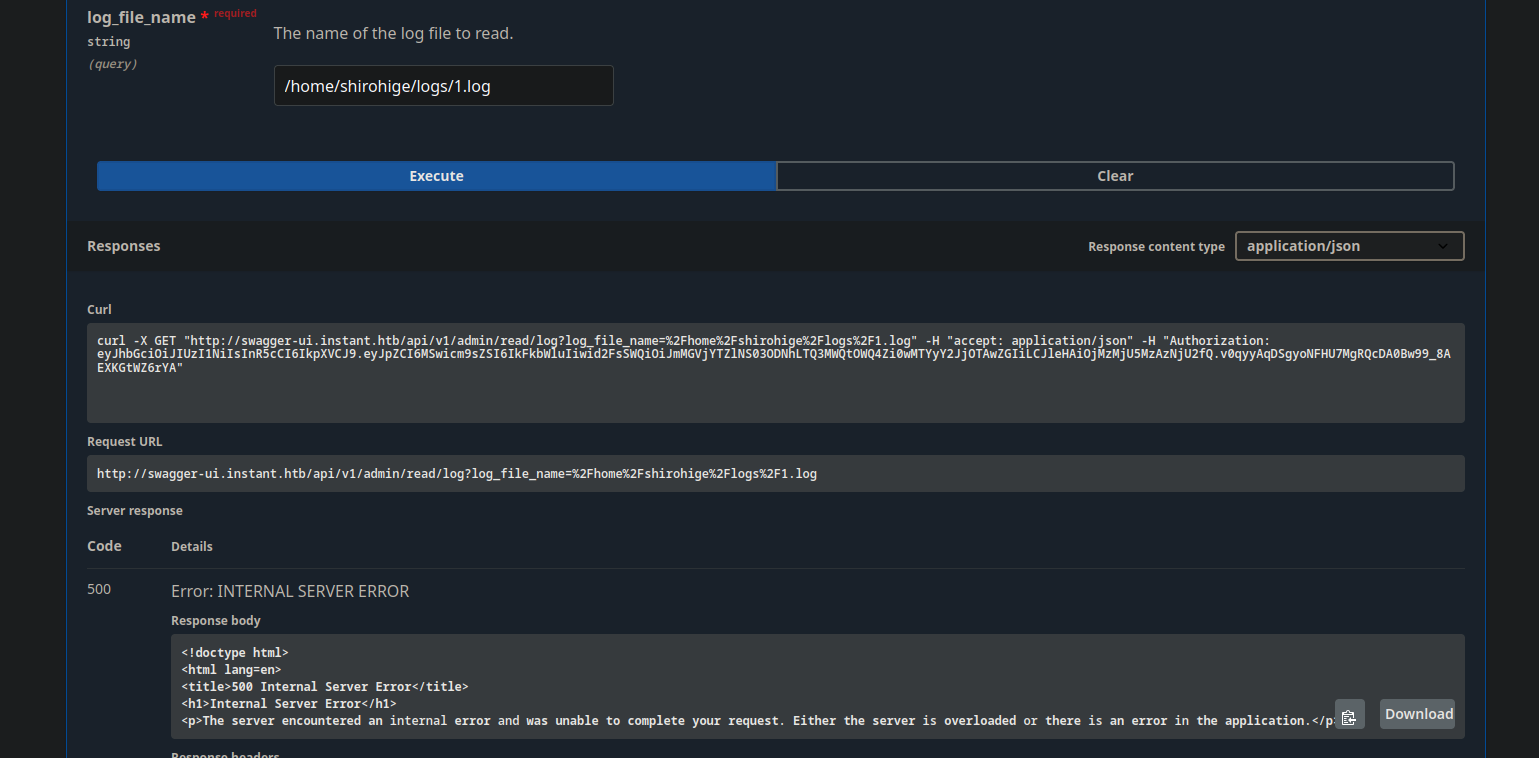 log_file_name * required
string
(query)
The name of the log file to read.
/home/shirohige/logs/1.log
Execute
Clear
Responses
Response content type
application/json
Curl
curl -X GET "http://swagger-ui.instant.htb/api/v1/admin/read/log?log_file_name=%2Fhome%2Fshirohige%2Flogs%2F1.log" -H "accept: application/json" -H "Authorization:
eyJhbGciOiJIUzI1NiIsInR5cCI6IkpXVCJ9.eyJpZCI6MSwicm9sZSI6IkFkbWluIiwid2FsSWQiOiJmMGVjYTZlNS03ODNhLTQ3MWQtOWQ4Zi0wMTYyY2JjOTAwZGIiLCJleHAiOjMzMjU5MzAzNjU2fQ.v0qyyAqDSgyoNFHU7MgRQcDA0Bw99_8A
EXKGtWZ6rYA"
Request URL
http://swagger-ui.instant.htb/api/v1/admin/read/log?log_file_name=%2Fhome%2Fshirohige%2Flogs%2F1.log
Server response
Code
Details
500
Error: INTERNAL SERVER ERROR
Response body
<!doctype html>
<html lang=en>
<title>500 Internal Server Error</title>
<h1>Internal Server Error</h1>
<p>The server encountered an internal error and was unable to complete your request. Either the server is overloaded or there is an error in the application.</p>
Download
Response headers